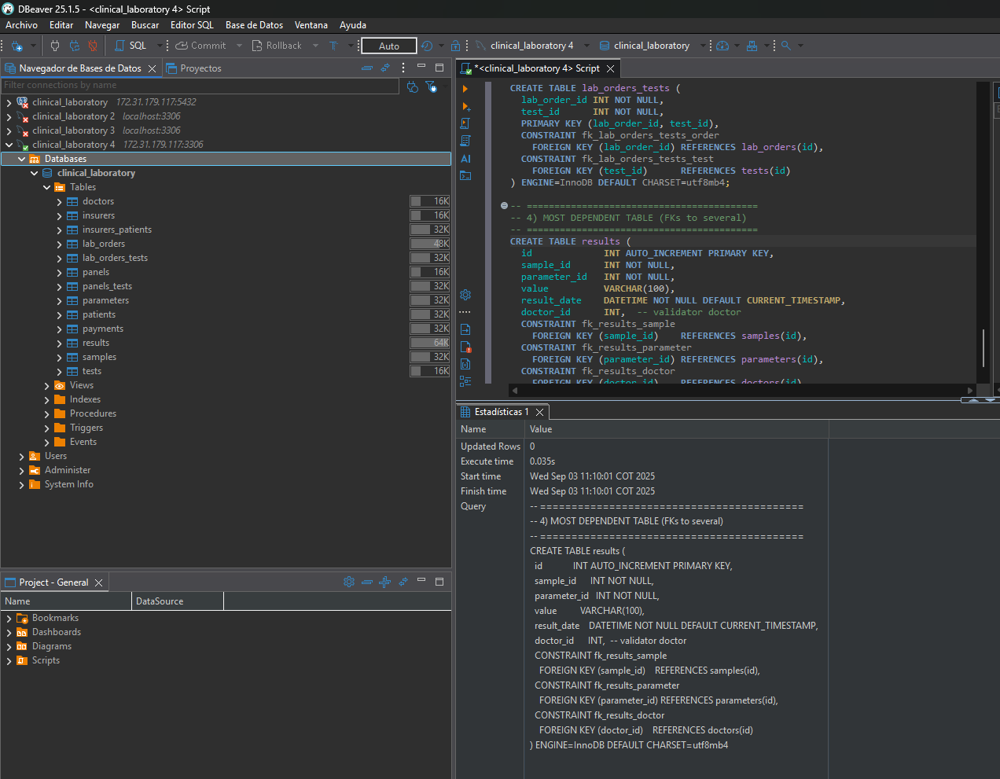 DBeaver 25.1.5 - <clinical_laboratory 4> Script
Archivo Editar Navegar Buscar Editor SQL Base de Datos Ventana Ayuda
SQL Commit Rollback T Auto clinical_laboratory 4 clinical_laboratory
Navegador de Bases de Datos
Proyectos
Filter connections by name
clinical_laboratory 172.31.179.117:5432
clinical_laboratory 2 localhost:3306
clinical_laboratory 3 localhost:3306
clinical_laboratory 4 172.31.179.117:3306
Databases
clinical_laboratory
Tables
doctors 16K
insurers 16K
insurers_patients 32K
lab_orders 48K
lab_orders_tests 32K
panels 16K
panels_tests 32K
parameters 32K
patients 32K
payments 32K
results 64K
samples 32K
tests 16K
Views
Indexes
Procedures
Triggers
Events
Users
Administer
System Info
Project - General
Name DataSource
Bookmarks
Dashboards
Diagrams
Scripts
*<clinical_laboratory 4> Script
AI
CREATE TABLE lab_orders_tests (
lab_order_id INT NOT NULL,
test_id INT NOT NULL,
PRIMARY KEY (lab_order_id, test_id),
CONSTRAINT fk_lab_orders_tests_order
FOREIGN KEY (lab_order_id) REFERENCES lab_orders(id),
CONSTRAINT fk_lab_orders_tests_test
FOREIGN KEY (test_id) REFERENCES tests(id)
) ENGINE=InnoDB DEFAULT CHARSET=utf8mb4;
-- ==========================================
-- 4) MOST DEPENDENT TABLE (FKs to several)
-- ==========================================
CREATE TABLE results (
id INT AUTO_INCREMENT PRIMARY KEY,
sample_id INT NOT NULL,
parameter_id INT NOT NULL,
value VARCHAR(100),
result_date DATETIME NOT NULL DEFAULT CURRENT_TIMESTAMP,
doctor_id INT, -- validator doctor
CONSTRAINT fk_results_sample
FOREIGN KEY (sample_id) REFERENCES samples(id),
CONSTRAINT fk_results_parameter
FOREIGN KEY (parameter_id) REFERENCES parameters(id),
CONSTRAINT fk_results_doctor
FOREIGN KEY (doctor_id) REFERENCES doctors(id)
Estadísticas 1
Name Value
Updated Rows 0
Execute time 0.035s
Start time Wed Sep 03 11:10:01 COT 2025
Finish time Wed Sep 03 11:10:01 COT 2025
Query -- ==========================================
-- 4) MOST DEPENDENT TABLE (FKs to several)
-- ==========================================
CREATE TABLE results (
id INT AUTO_INCREMENT PRIMARY KEY,
sample_id INT NOT NULL,
parameter_id INT NOT NULL,
value VARCHAR(100),
result_date DATETIME NOT NULL DEFAULT CURRENT_TIMESTAMP,
doctor_id INT, -- validator doctor
CONSTRAINT fk_results_sample
FOREIGN KEY (sample_id) REFERENCES samples(id),
CONSTRAINT fk_results_parameter
FOREIGN KEY (parameter_id) REFERENCES parameters(id),
CONSTRAINT fk_results_doctor
FOREIGN KEY (doctor_id) REFERENCES doctors(id)
) ENGINE=InnoDB DEFAULT CHARSET=utf8mb4